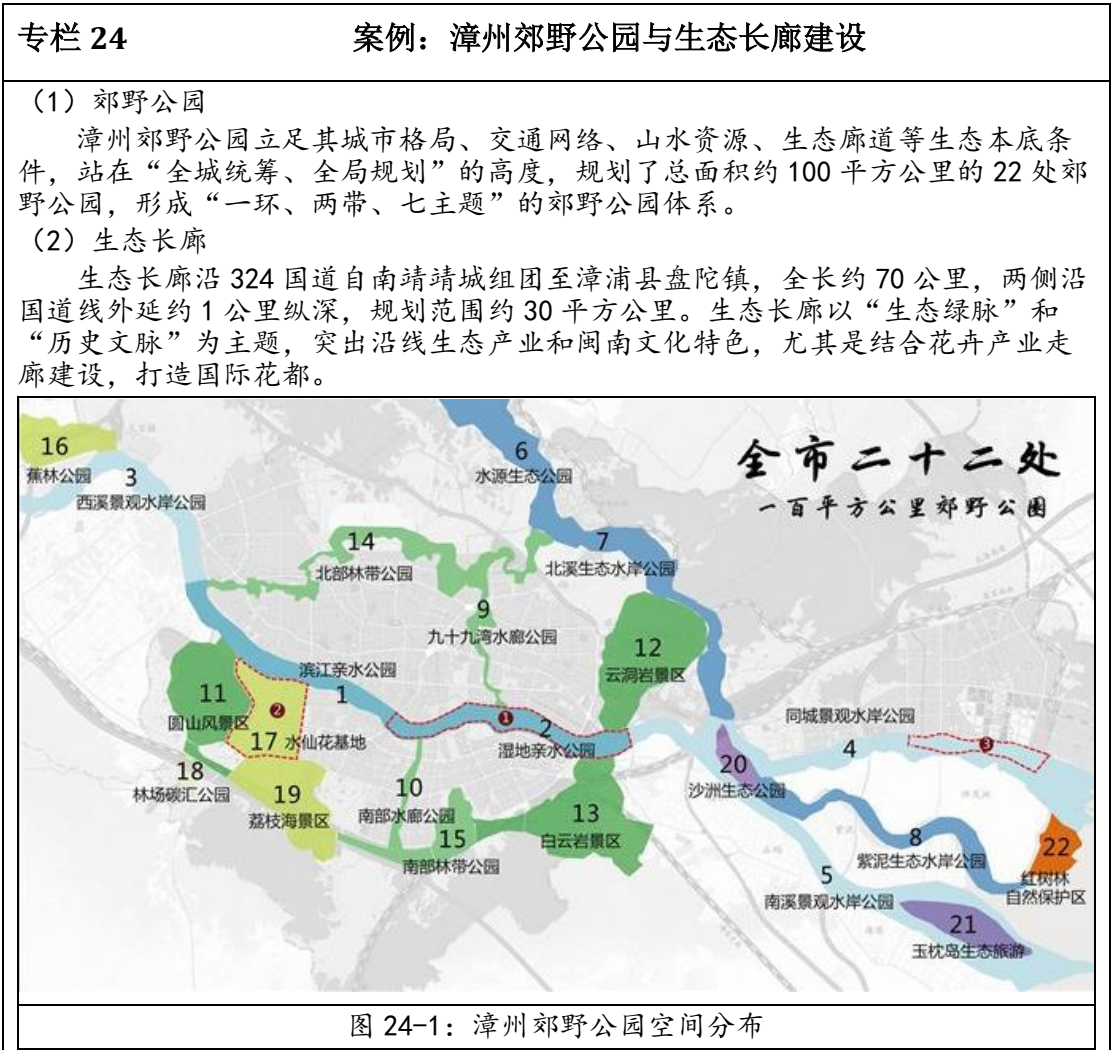 专栏 24 案例：漳州郊野公园与生态长廊建设
（1）郊野公园
漳州郊野公园立足其城市格局、交通网络、山水资源、生态廊道等生态本底条
件，站在“全城统筹、全局规划”的高度，规划了总面积约 100 平方公里的 22 处郊
野公园，形成“一环、两带、七主题”的郊野公园体系。
（2）生态长廊
生态长廊沿 324 国道自南靖靖城组团至漳浦县盘陀镇，全长约 70 公里，两侧沿
国道线外延约 1 公里纵深，规划范围约 30 平方公里。生态长廊以“生态绿脉”和
“历史文脉”为主题，突出沿线生态产业和闽南文化特色，尤其是结合花卉产业走
廊建设，打造国际花都。
全市二十二处
一百平方公里郊野公园
16
蕉林公园
3
西溪景观水岸公园
6
水源生态公园
14
北部林带公园
7
北溪生态水岸公园
9
九十九湾水廊公园
12
云洞岩景区
滨江亲水公园
1
11
圆山风景区
2
17 水仙花基地
1
2
湿地亲水公园
同城景观水岸公园
4
3
18
林场碳汇公园
19
荔枝海景区
10
南部水廊公园
15
南部林带公园
13
白云岩景区
20
沙洲生态公园
8
紫泥生态水岸公园
22
红树林
自然保护区
5
南溪景观水岸公园
21
玉枕岛生态旅游
图 24-1：漳州郊野公园空间分布